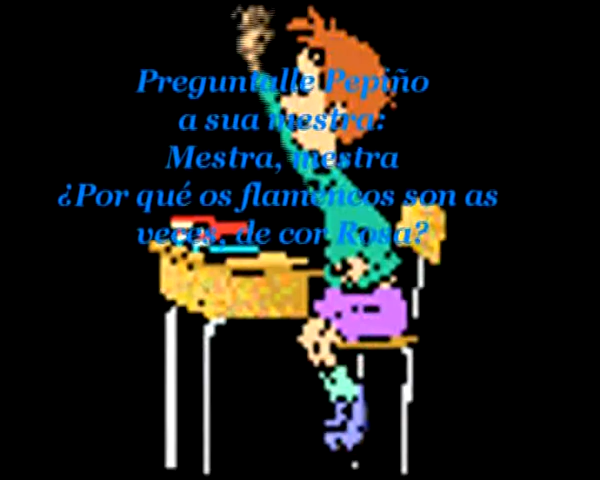 Preguntalle Pepiño
a sua mestra:
Mestra, mestra
¿Por qué os flamencos son as
veces, de cor Rosa?